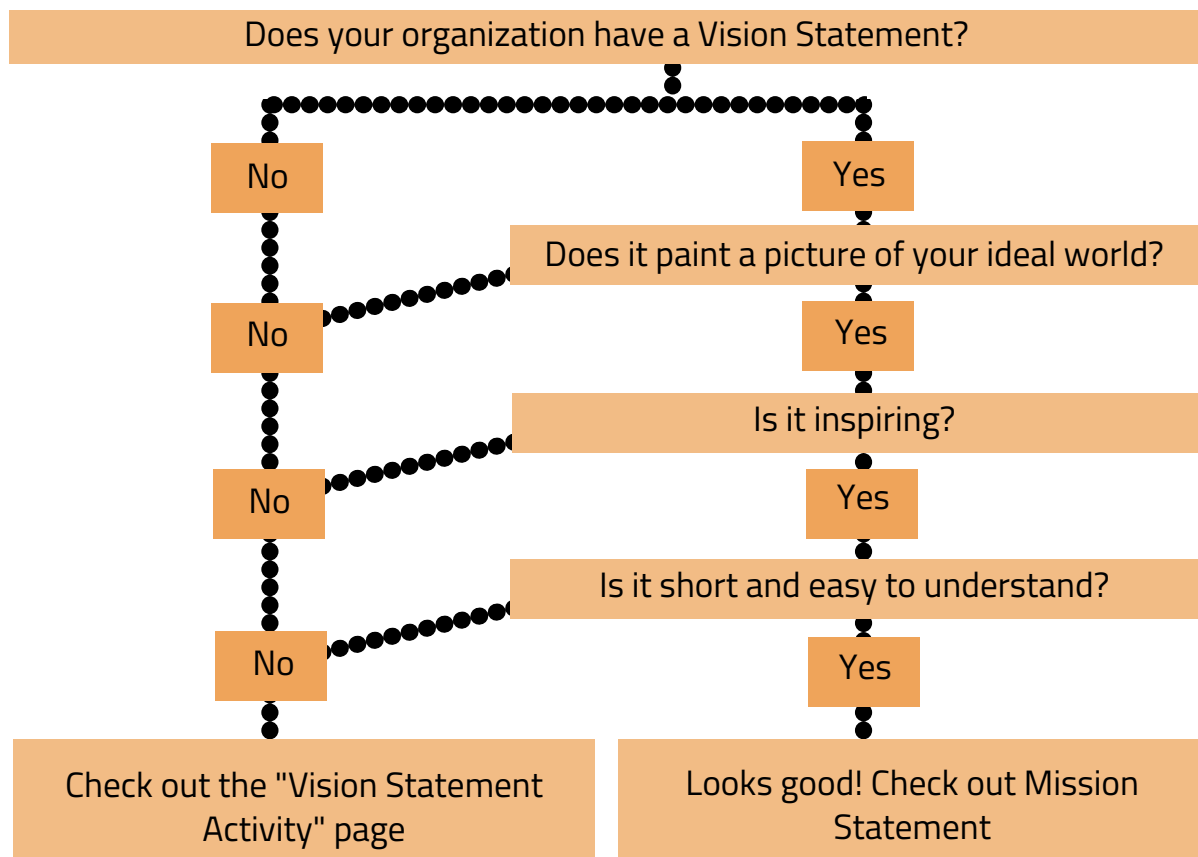 Does your organization have a Vision Statement?
No
Yes
Does it paint a picture of your ideal world?
No
Yes
Is it inspiring?
No
Yes
Is it short and easy to understand?
No
Yes
Check out the "Vision Statement
Activity" page
Looks good! Check out Mission
Statement